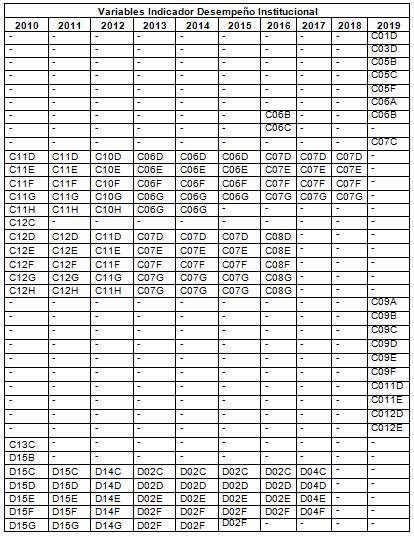 Variables Indicador Desempeño Institucional
2010 2011 2012 2013 2014 2015 2016 2017 2018 2019
- - - - - - - - - C01D
- - - - - - - - - C03D
- - - - - - - - - C05B
- - - - - - - - - C05C
- - - - - - - - - C05F
- - - - - - - - - C06A
- - - - - - C06B - - C06B
- - - - - - C06C - - -
- - - - - - - - - C07C
C11D C11D C10D C06D C06D C06D C07D C07D C07D -
C11E C11E C10E C06E C06E C06E C07E C07E C07E -
C11F C11F C10F C06F C06F C06F C07F C07F C07F -
C11G C11G C10G C06G C06G C06G C07G C07G C07G -
C11H C11H C10H C06G C06G - - - - -
C12C - - - - - - - - -
C12D C12D C11D C07D C07D C07D C08D - - -
C12E C12E C11E C07E C07E C07E C08E - - -
C12F C12F C11F C07F C07F C07F C08F - - -
C12G C12G C11G C07G C07G C07G C08G - - -
C12H C12H C11H C07G C07G C07G C08G - - -
- - - - - - - - - C09A
- - - - - - - - - C09B
- - - - - - - - - C09C
- - - - - - - - - C09D
- - - - - - - - - C09E
- - - - - - - - - C09F
- - - - - - - - - C011D
- - - - - - - - - C011E
- - - - - - - - - C012D
- - - - - - - - - C012E
C13C - - - - - - - - -
D15B - - - - - - - - -
D15C D15C D14C D02C D02C D02C D02C D04C - -
D15D D15D D14D D02D D02D D02D D02D D04D - -
D15E D15E D14E D02E D02E D02E D02E D04E - -
D15F D15F D14F D02F D02F D02F D02F D04F - -
D15G D15G D14G D02F D02F D02F - - - -